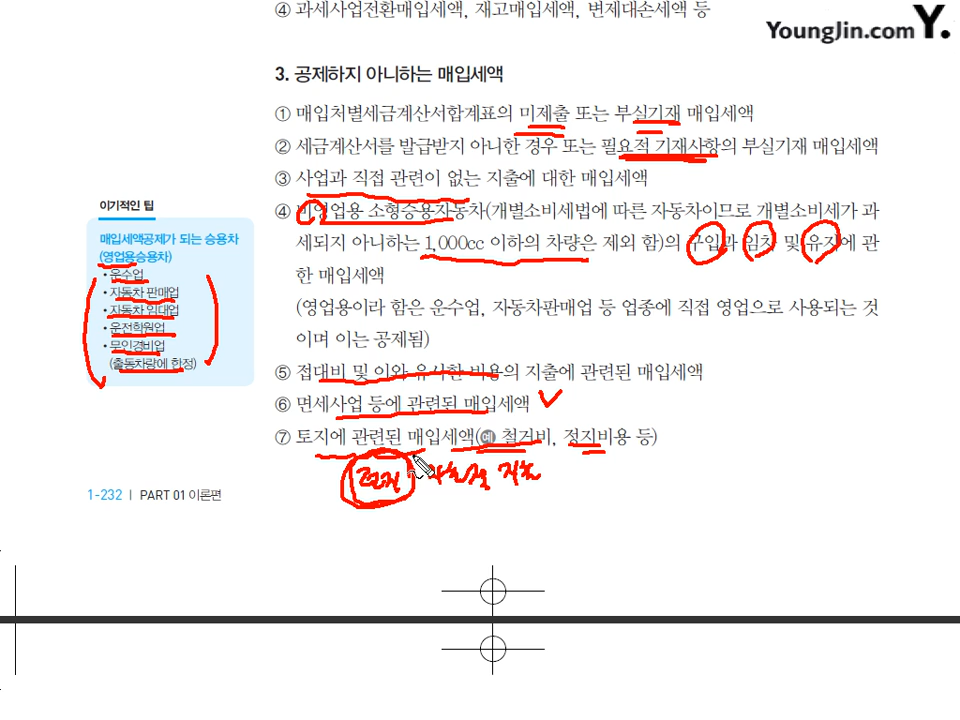 ④ 과세사업전환매입세액, 재고매입세액, 변제대손세액 등
YoungJin.com Y.
3. 공제하지 아니하는 매입세액
① 매입처별세금계산서합계표의 미제출 또는 부실기재 매입세액
② 세금계산서를 발급받지 아니한 경우 또는 필요적 기재사항의 부실기재 매입세액
③ 사업과 직접 관련이 없는 지출에 대한 매입세액
④ 비영업용 소형승용자동차(개별소비세법에 따른 자동차이므로 개별소비세가 과
세되지 아니하는 1,000cc 이하의 차량은 제외 함)의 구입과 임차 및 유지에 관
한 매입세액
(영업용이라 함은 운수업, 자동차판매업 등 업종에 직접 영업으로 사용되는 것
이며 이는 공제됨)
⑤ 접대비 및 이와 유사한 비용의 지출에 관련된 매입세액
⑥ 면세사업 등에 관련된 매입세액
⑦ 토지에 관련된 매입세액(예 철거비, 정지비용 등)
자본적 지출
이기적인 팁
매입세액공제가 되는 승용차
(영업용승용차)
• 운수업
• 자동차 판매업
• 자동차 임대업
• 운전학원업
• 무인경비업
(출동차량에 한정)
1-232 | PART 01 이론편